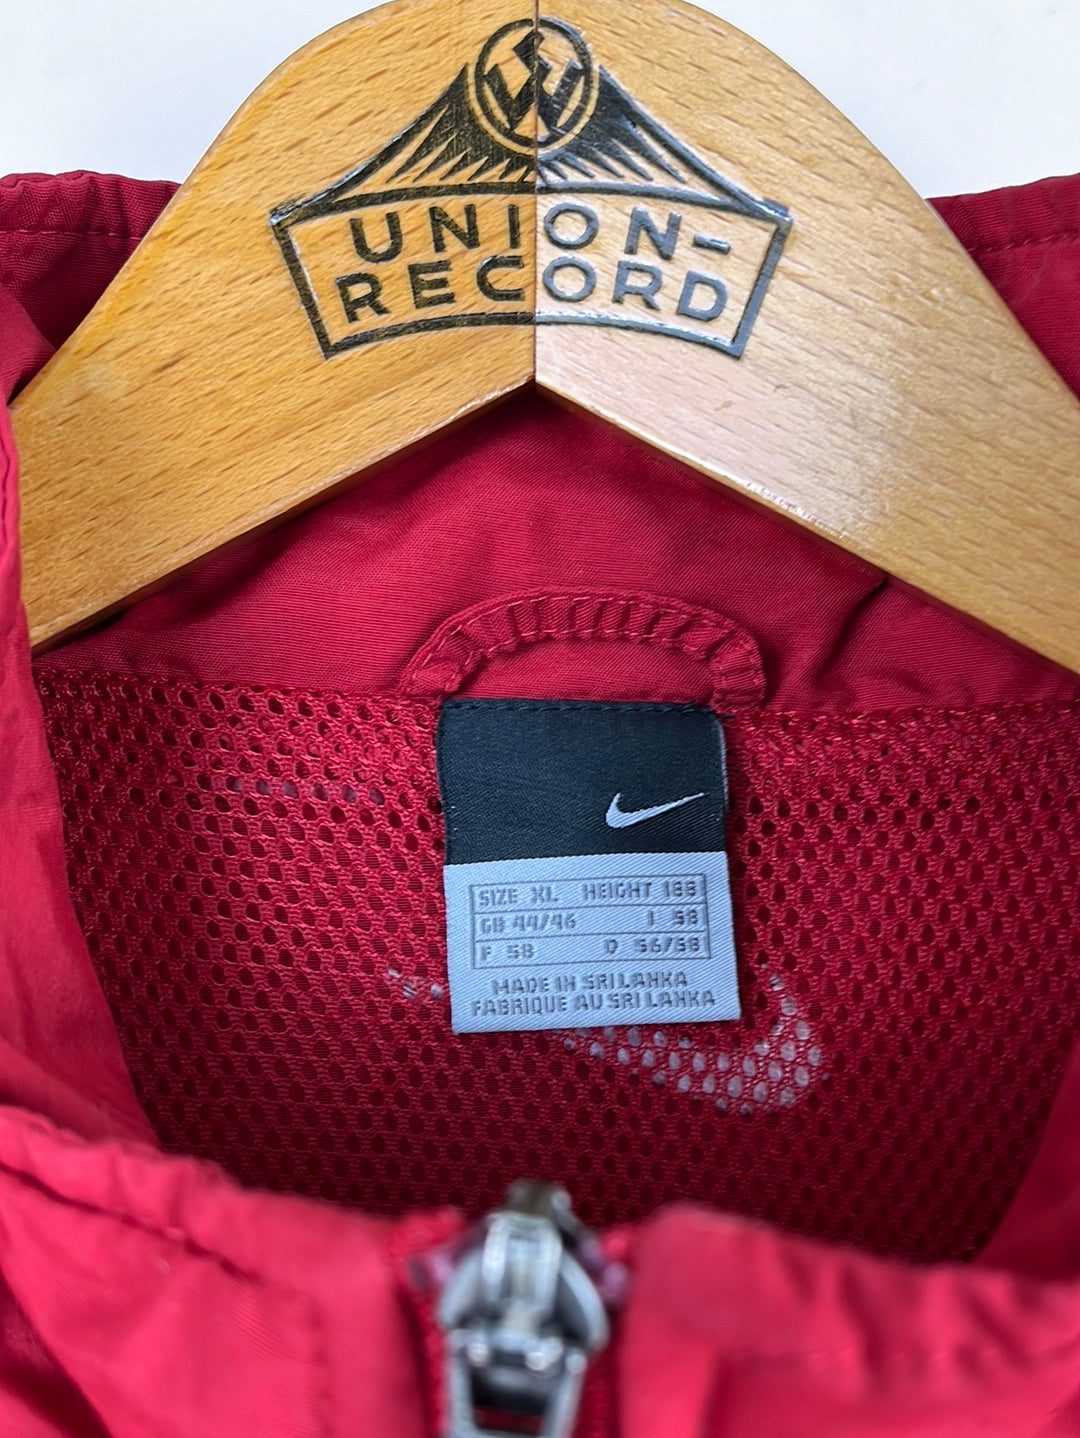 UNION-
RECORD
SIZE XL HEIGHT 188
GB 44/46 I 58
F 58 D 56/58
MADE IN SRI LANKA
FABRIQUE AU SRI LANKA